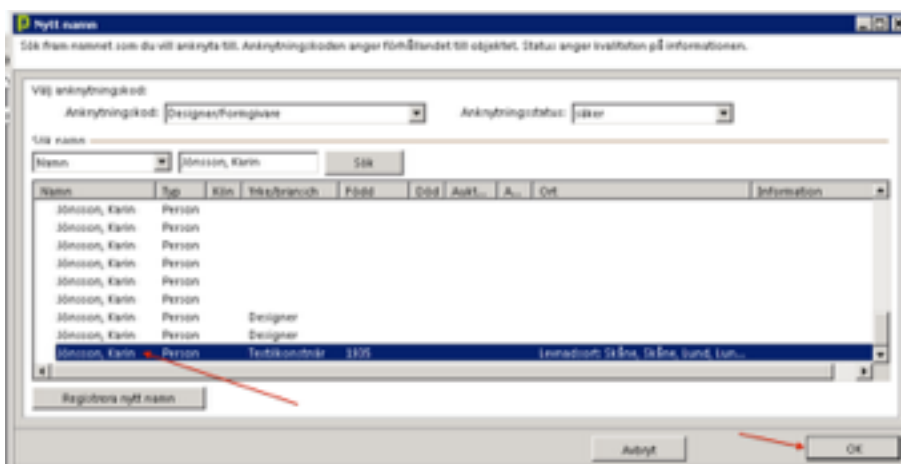 Nytt namn
Sök fram namnet som du vill anknyta till. Anknytningskoden anger förhållandet till objektet. Status anger kvaliteten på informationen.
Välj anknytningskod:
Anknytningskod: Designer/Formgivare Anknytningsstatus: säker
Sök namn
Namn Jönsson, Karin Sök
Namn Typ Kön Yrke/bransch Född Död Aukt... A... Ort Information
Jönsson, Karin Person
Jönsson, Karin Person
Jönsson, Karin Person
Jönsson, Karin Person
Jönsson, Karin Person
Jönsson, Karin Person
Jönsson, Karin Person Designer
Jönsson, Karin Person Designer
Jönsson, Karin Person Textilkonstnär 1935 Levnadsort: Skåne, Skåne, Lund, Lun...
Registrera nytt namn
Avbryt OK